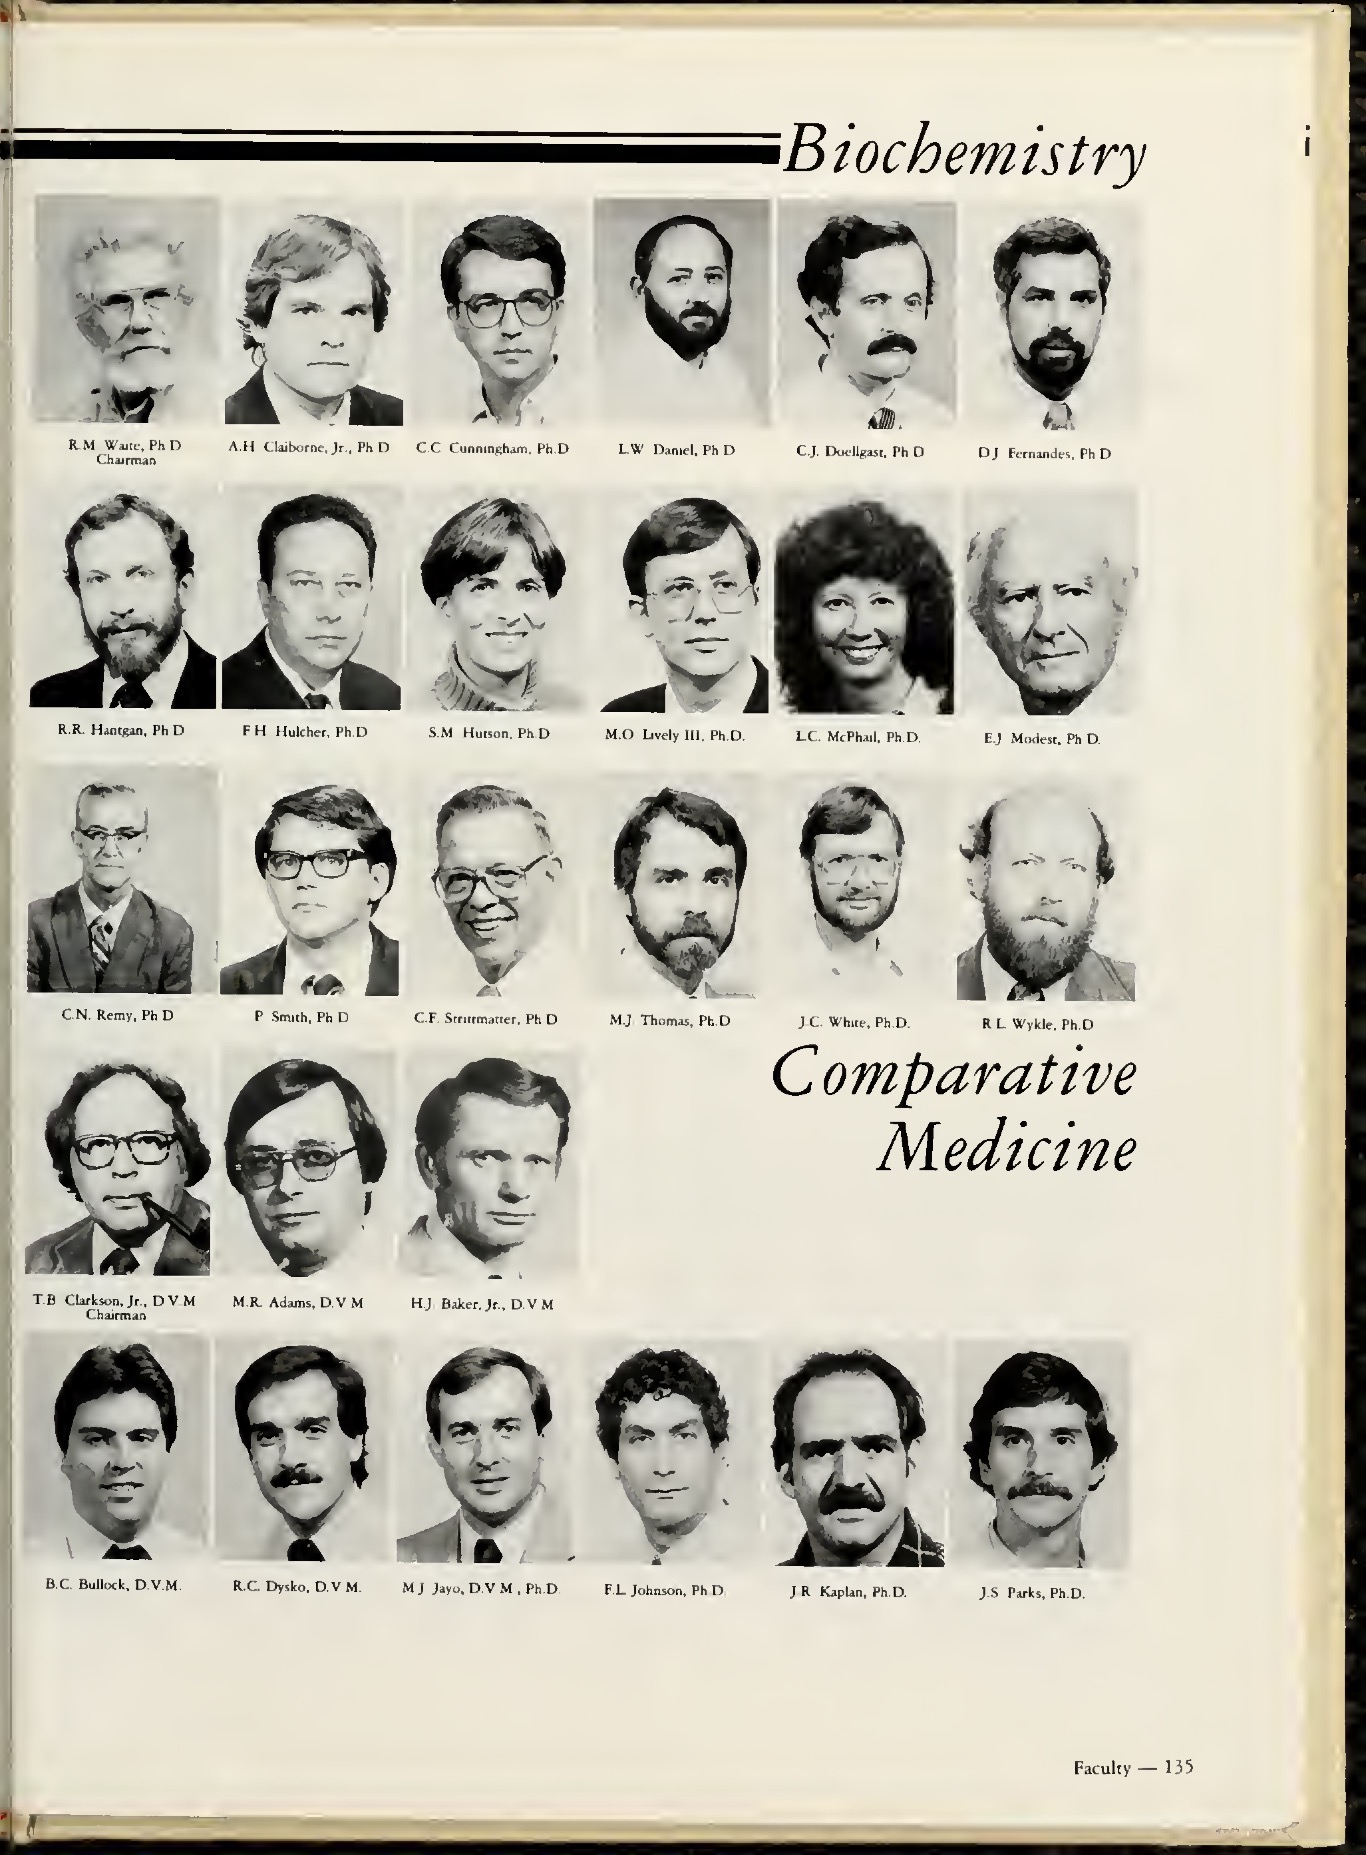 Biochemistry
R.M. Waite, Ph D
Chairman
A.H Claiborne, Jr., Ph D
C.C Cunningham, Ph.D
L.W Daniel, Ph D
C.J. Doellgast, Ph D
D.J Fernandes, Ph D
R.R. Hantgan, Ph D
F H Hulcher, Ph.D
S.M Hutson, Ph D
M.O Lively III, Ph.D.
L.C. McPhail, Ph.D.
E.J Modest, Ph D.
C.N. Remy, Ph D
P Smith, Ph D
C.F. Strittmatter, Ph D
M.J. Thomas, Ph.D
J.C. White, Ph.D.
R L Wykle, Ph.D
Comparative
Medicine
T.B Clarkson, Jr., D V M
Chairman
M.R. Adams, D.V M
H.J. Baker, Jr., D.V M
B.C. Bullock, D.V.M.
R.C. Dysko, D.V M.
M J Jayo, D.V M , Ph.D
F.L Johnson, Ph D
J R Kaplan, Ph.D.
J.S Parks, Ph.D.
Faculty — 135